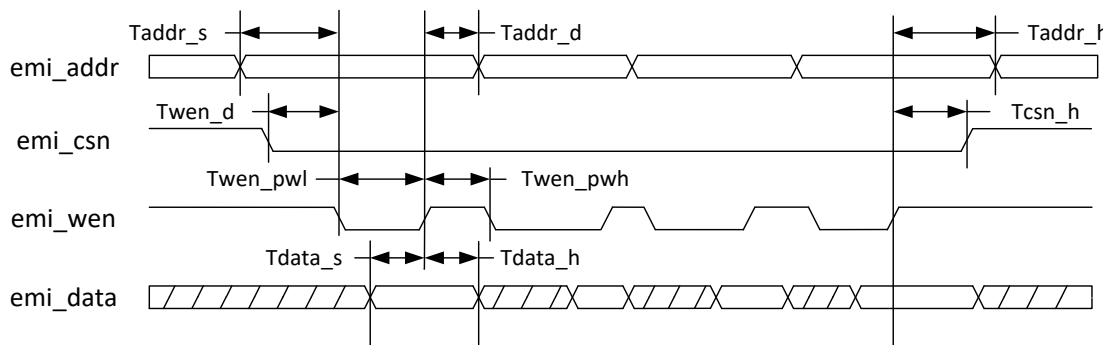 Taddr_s Taddr_d Taddr_h
emi_addr
Twen_d Tcsn_h
emi_csn
Twen_pwl Twen_pwh
emi_wen
Tdata_s Tdata_h
emi_data